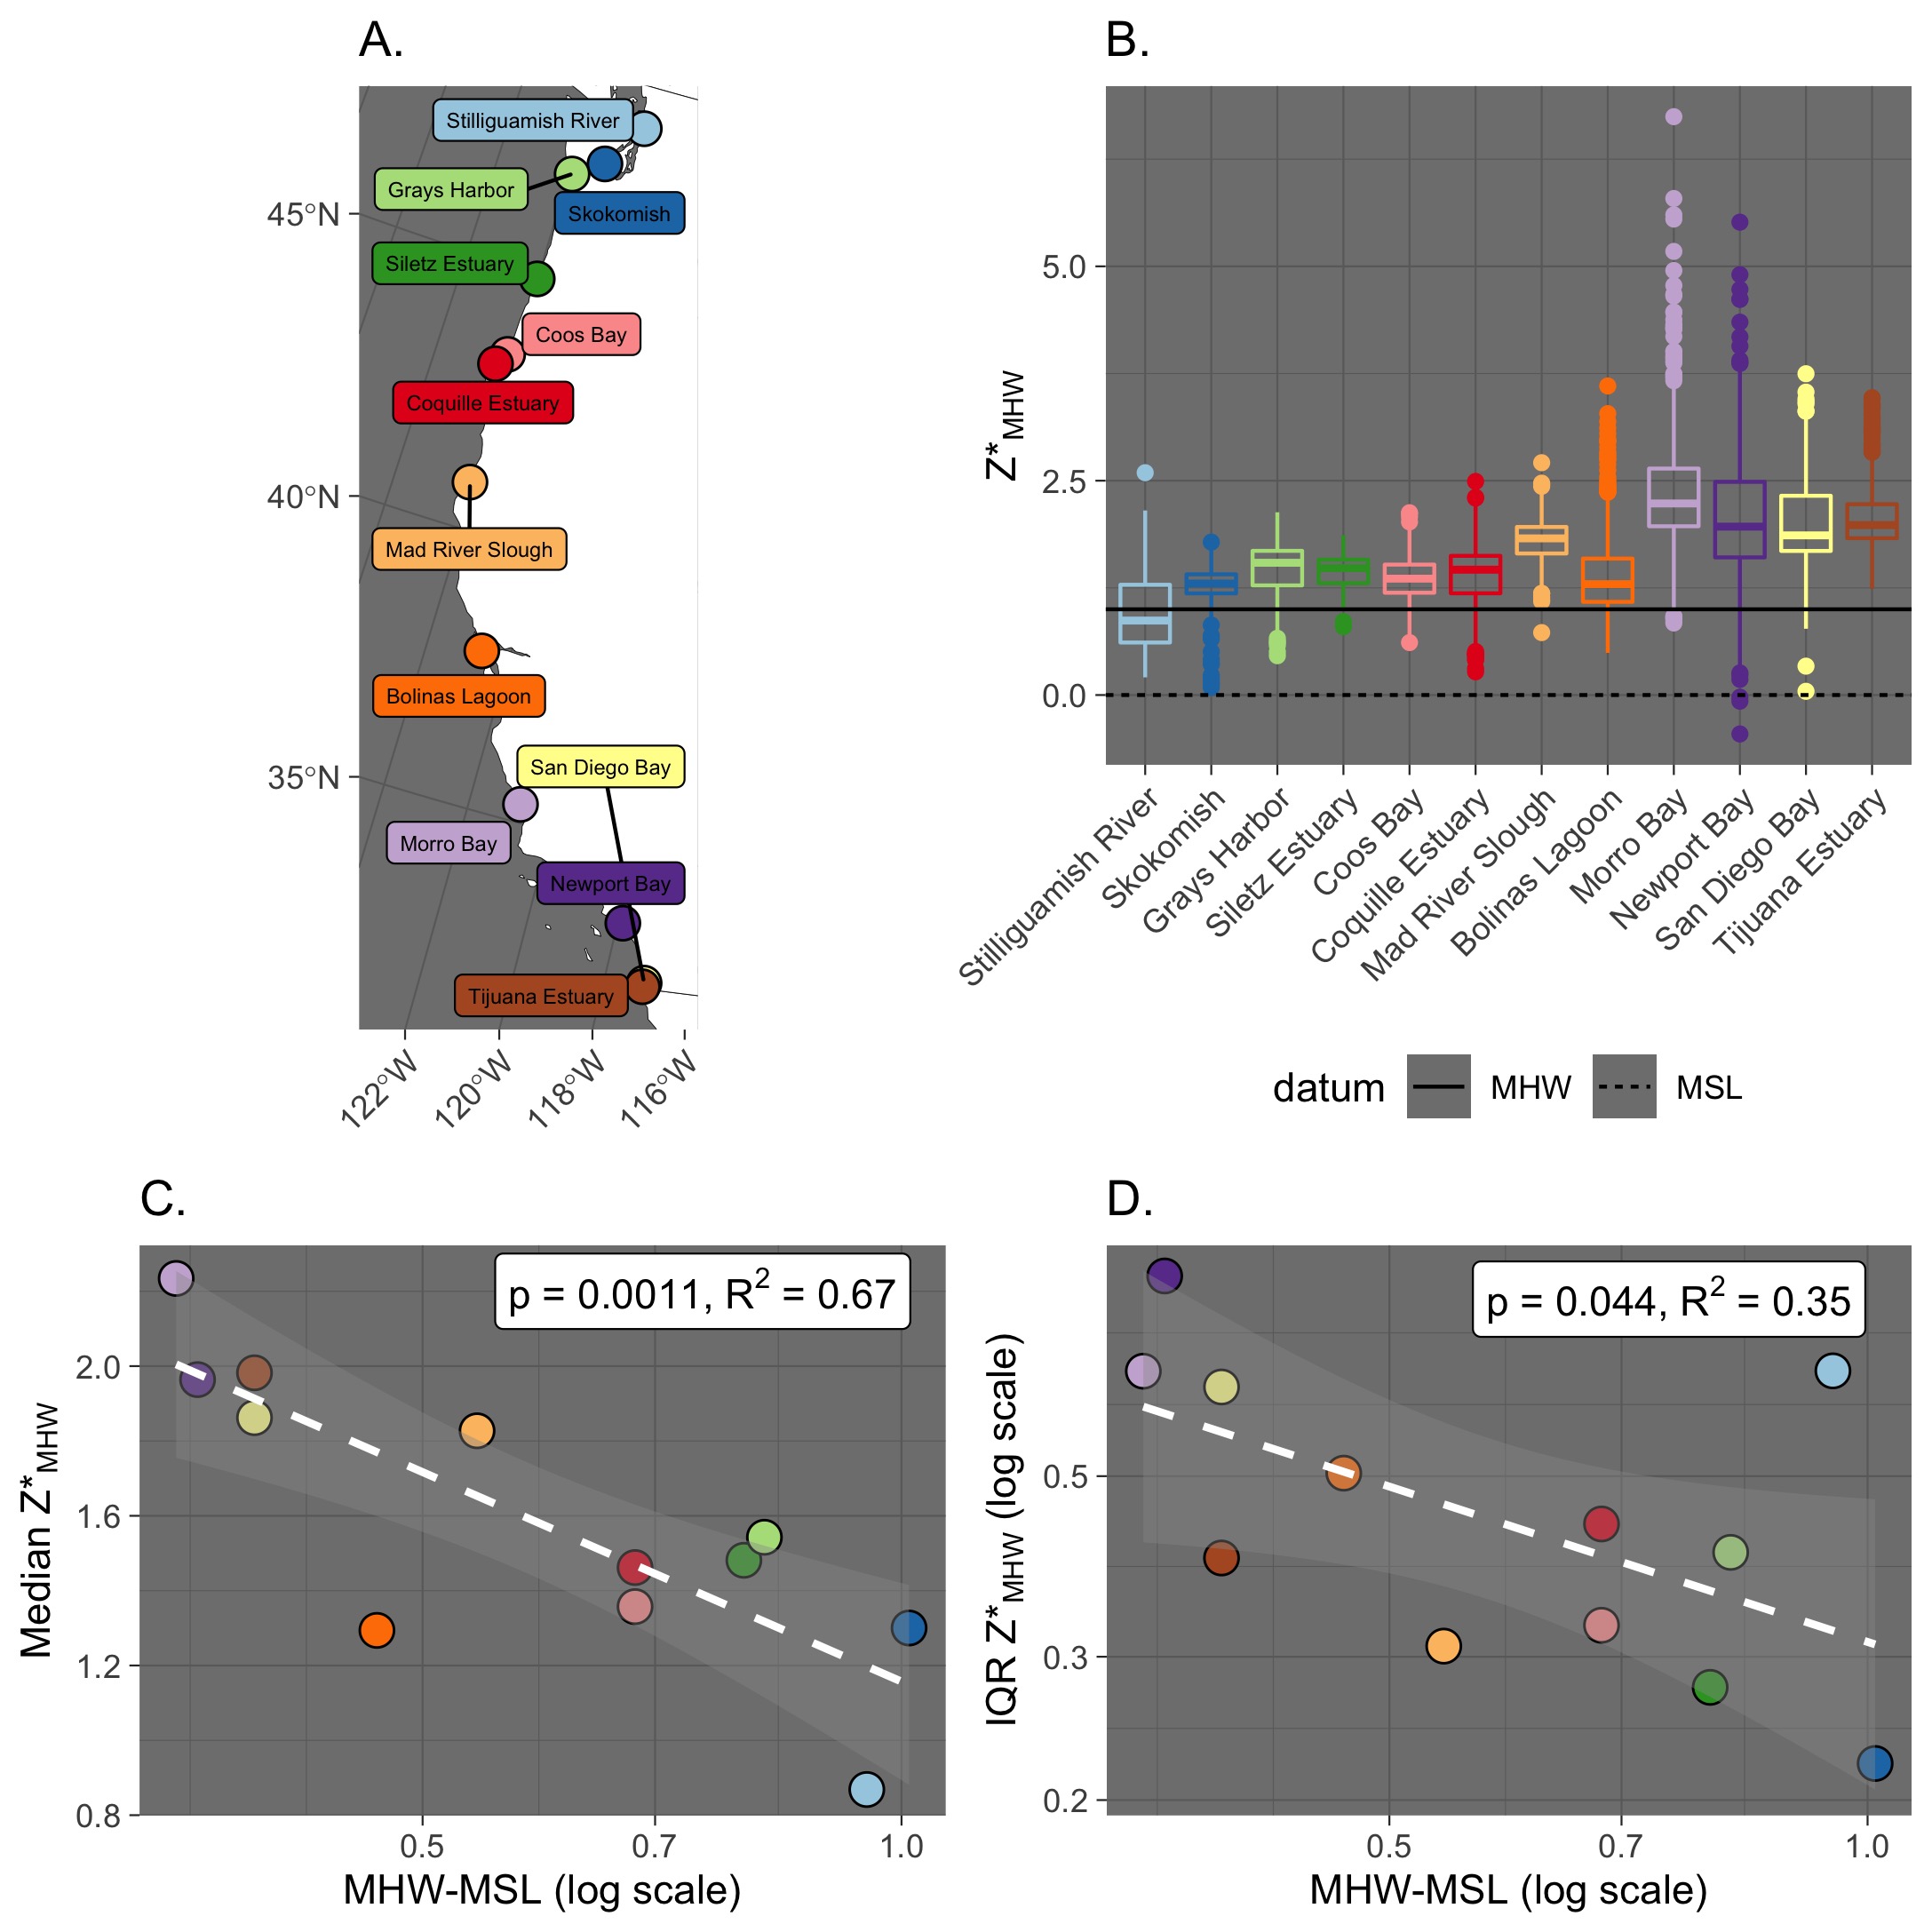 A.
Stilliguamish River
Grays Harbor
Skokomish
Siletz Estuary
Coos Bay
Coquille Estuary
Mad River Slough
Bolinas Lagoon
San Diego Bay
Morro Bay
Newport Bay
Tijuana Estuary
45°N
40°N
35°N
122°W
120°W
118°W
116°W
B.
Z*MHW
5.0
2.5
0.0
Stilliguamish River
Skokomish
Grays Harbor
Siletz Estuary
Coos Bay
Coquille Estuary
Mad River Slough
Bolinas Lagoon
Morro Bay
Newport Bay
San Diego Bay
Tijuana Estuary
datum MHW MSL
C.
p = 0.0011, R2 = 0.67
Median Z*MHW
2.0
1.6
1.2
0.8
0.5 0.7 1.0
MHW-MSL (log scale)
D.
p = 0.044, R2 = 0.35
IQR Z*MHW (log scale)
0.5
0.3
0.2
0.5 0.7 1.0
MHW-MSL (log scale)